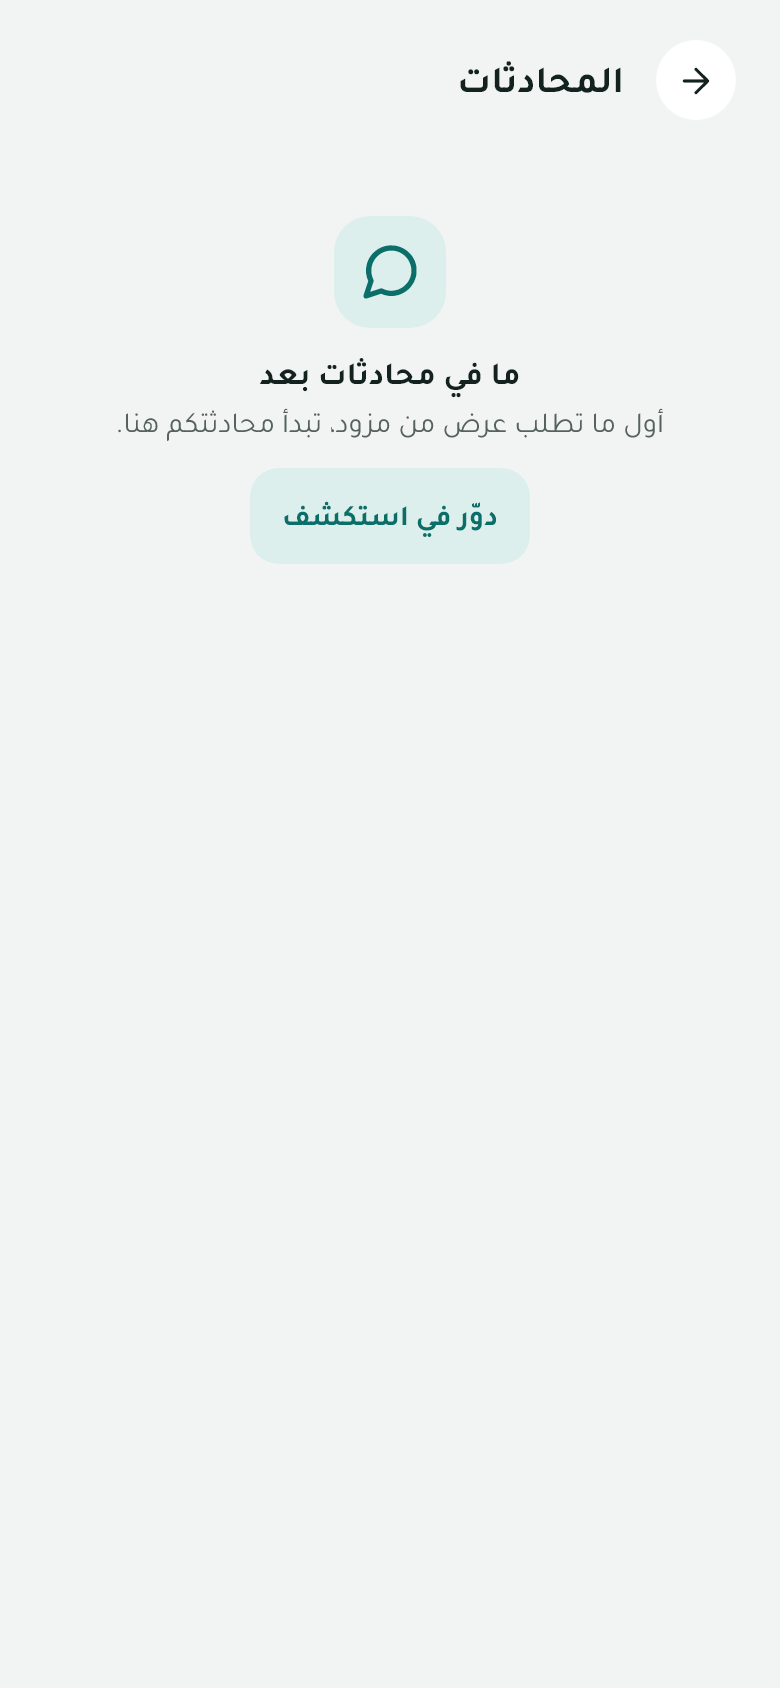 المحادثات
ما في محادثات بعد
أول ما تطلب عرض من مزود، تبدأ محادثتكم هنا.
دوّر في استكشف